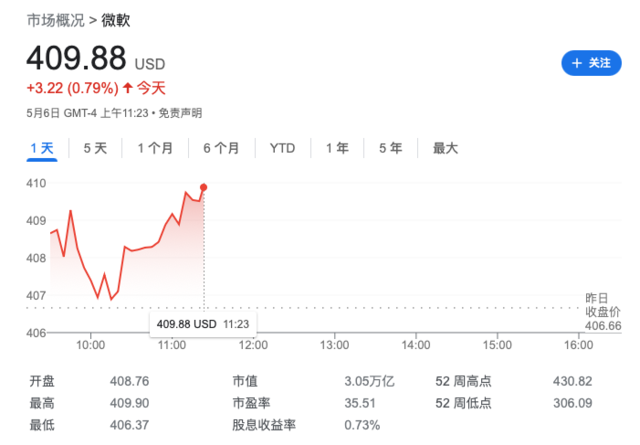 市场概况 > 微軟
409.88 USD
+ 关注
+3.22 (0.79%) ↑ 今天
5月6日 GMT-4 上午11:23 • 免责声明
1 天 5 天 1 个月 6 个月 YTD 1 年 5 年 最大
410
409
408
407
406
昨日
收盘价
406.66
409.88 USD 11:23
10:00 11:00 12:00 13:00 14:00 15:00 16:00
开盘 408.76 市值 3.05万亿 52 周高点 430.82
最高 409.90 市盈率 35.51 52 周低点 306.09
最低 406.37 股息收益率 0.73%